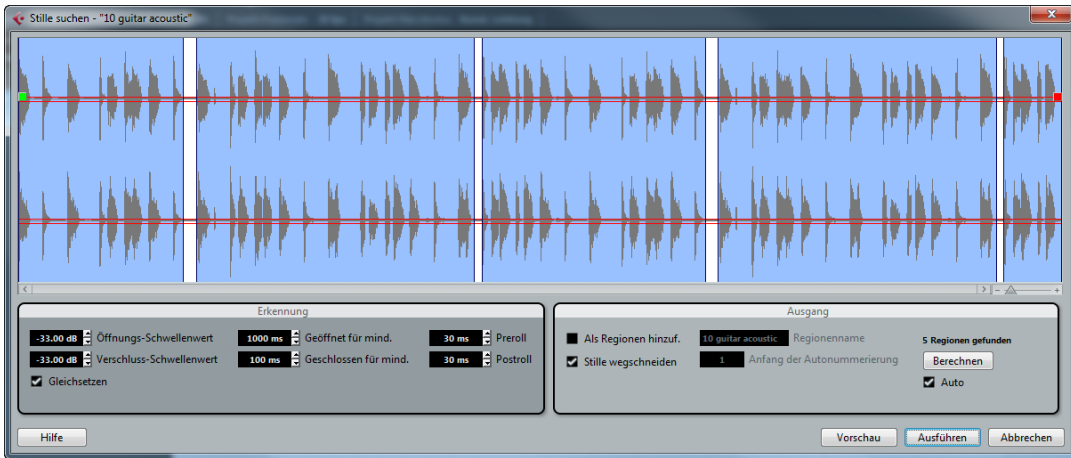 Stille suchen - "10 guitar acoustic"
Erkennung
-33.00 dB Öffnungs-Schwellenwert 1000 ms Geöffnet für mind. 30 ms Preroll
-33.00 dB Verschluss-Schwellenwert 100 ms Geschlossen für mind. 30 ms Postroll
Gleichsetzen
Ausgang
Als Regionen hinzuf. 10 guitar acoustic Regionenname 5 Regionen gefunden
Stille wegschneiden 1 Anfang der Autonummerierung Berechnen
Auto
Hilfe Vorschau Ausführen Abbrechen